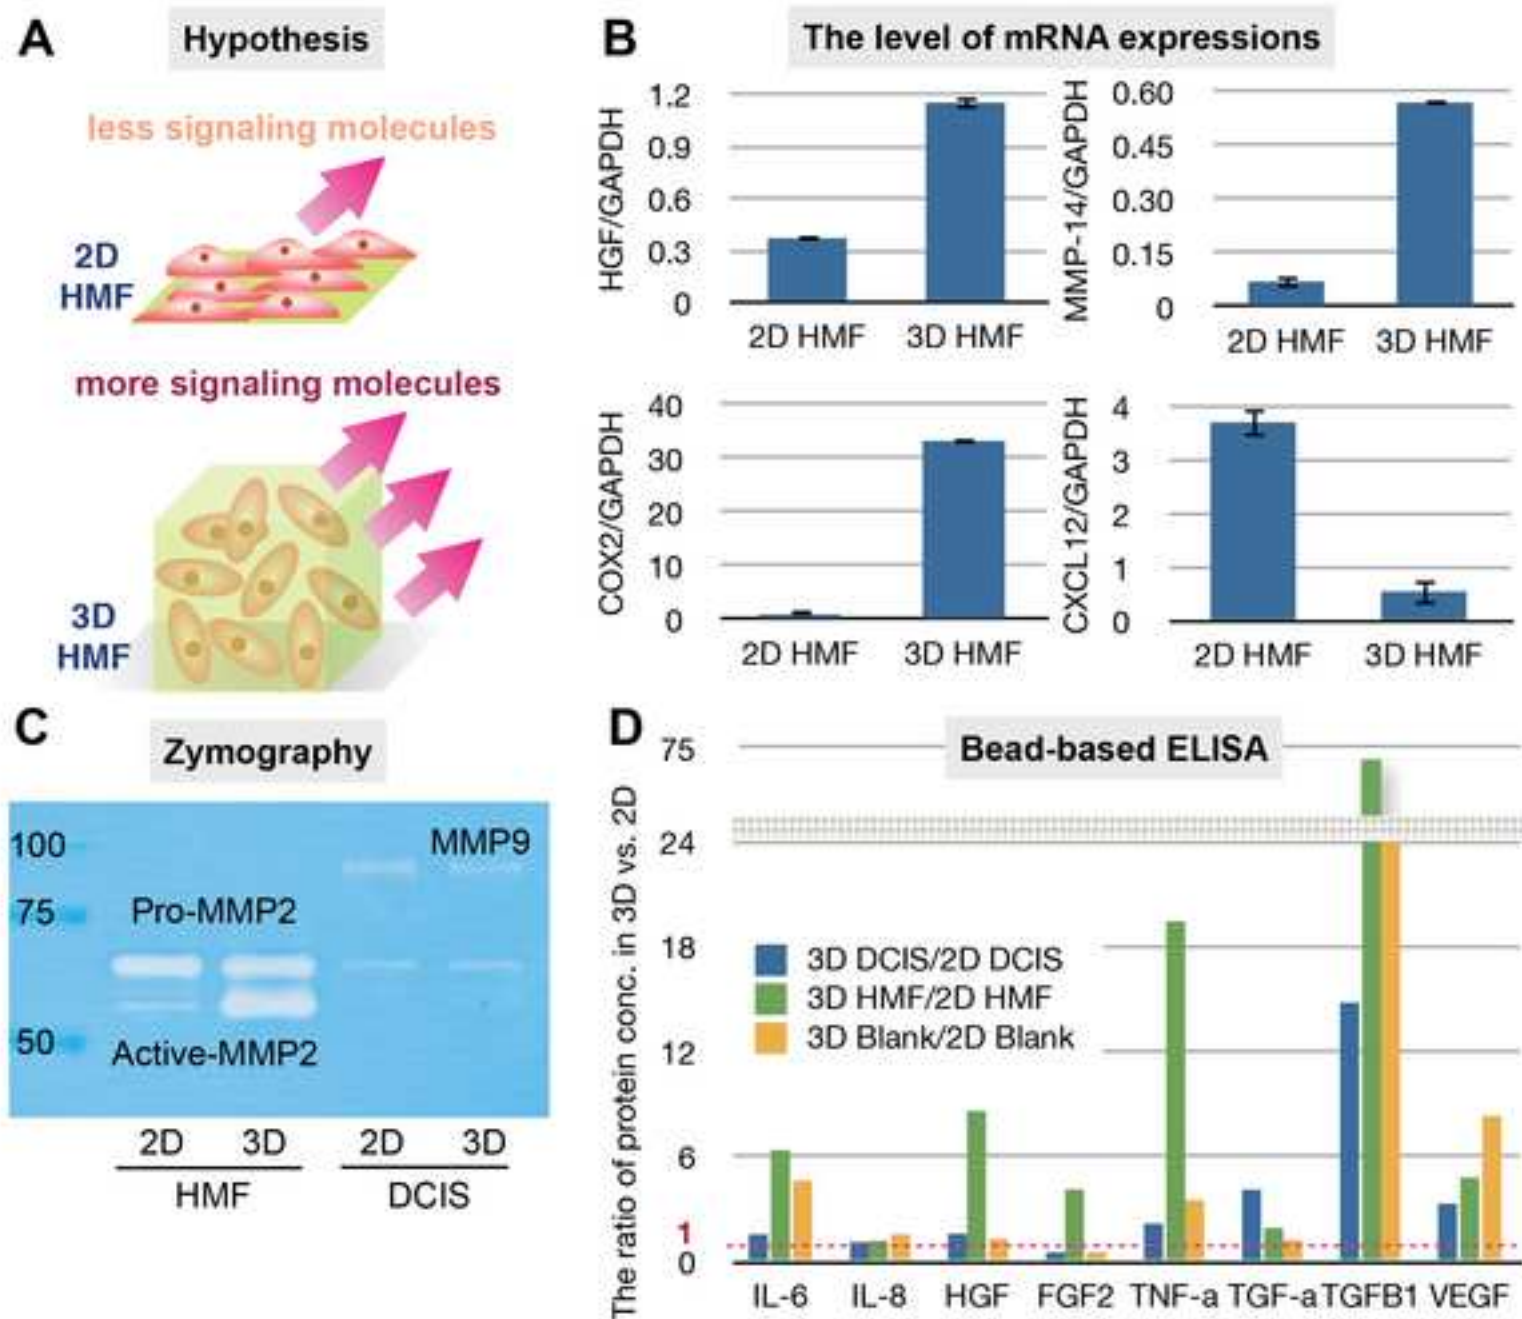 A
Hypothesis
less signaling molecules
2D
HMF
more signaling molecules
3D
HMF
B
The level of mRNA expressions
HGF/GAPDH
1.2
0.9
0.6
0.3
0
2D HMF
3D HMF
MMP-14/GAPDH
0.60
0.45
0.30
0.15
0
2D HMF
3D HMF
COX2/GAPDH
40
30
20
10
0
2D HMF
3D HMF
CXCL12/GAPDH
4
3
2
1
0
2D HMF
3D HMF
C
Zymography
100
75
50
MMP9
Pro-MMP2
Active-MMP2
2D
3D
2D
3D
HMF
DCIS
D
Bead-based ELISA
The ratio of protein conc. in 3D vs. 2D
75
24
18
12
6
1
0
3D DCIS/2D DCIS
3D HMF/2D HMF
3D Blank/2D Blank
IL-6
IL-8
HGF
FGF2
TNF-a
TGF-a
TGFB1
VEGF